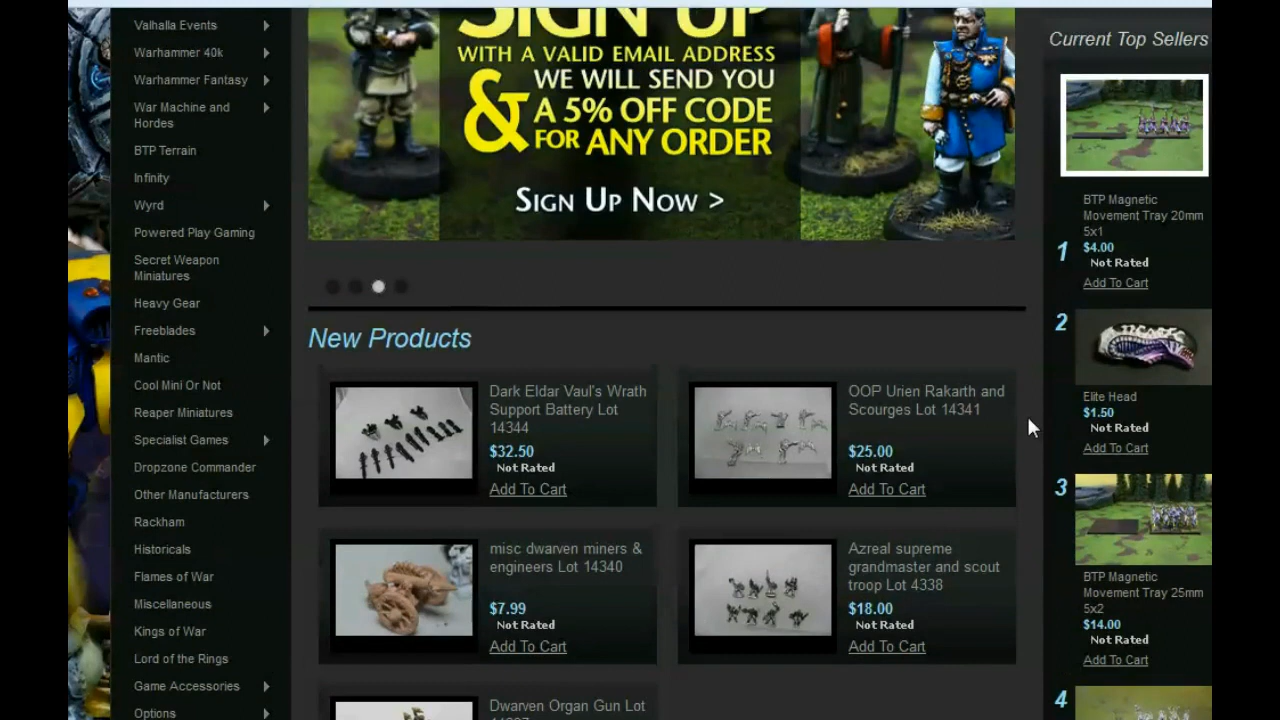 Valhalla Events
Warhammer 40k
Warhammer Fantasy
War Machine and
Hordes
BTP Terrain
Infinity
Wyrd
Powered Play Gaming
Secret Weapon
Miniatures
Heavy Gear
Freeblades
Mantic
Cool Mini Or Not
Reaper Miniatures
Specialist Games
Dropzone Commander
Other Manufacturers
Rackham
Historicals
Flames of War
Miscellaneous
Kings of War
Lord of the Rings
Game Accessories
Options
SIGN UP
WITH A VALID EMAIL ADDRESS
& WE WILL SEND YOU
A 5% OFF CODE
FOR ANY ORDER
SIGN UP NOW >
New Products
Dark Eldar Vaul's Wrath
Support Battery Lot
14344
$32.50
Not Rated
Add To Cart
OOP Urien Rakarth and
Scourges Lot 14341
$25.00
Not Rated
Add To Cart
misc dwarven miners &
engineers Lot 14340
$7.99
Not Rated
Add To Cart
Azreal supreme
grandmaster and scout
troop Lot 4338
$18.00
Not Rated
Add To Cart
Dwarven Organ Gun Lot
Current Top Sellers
1
BTP Magnetic
Movement Tray 20mm
5x1
$4.00
Not Rated
Add To Cart
2
Elite Head
$1.50
Not Rated
Add To Cart
3
BTP Magnetic
Movement Tray 25mm
5x2
$14.00
Not Rated
Add To Cart
4